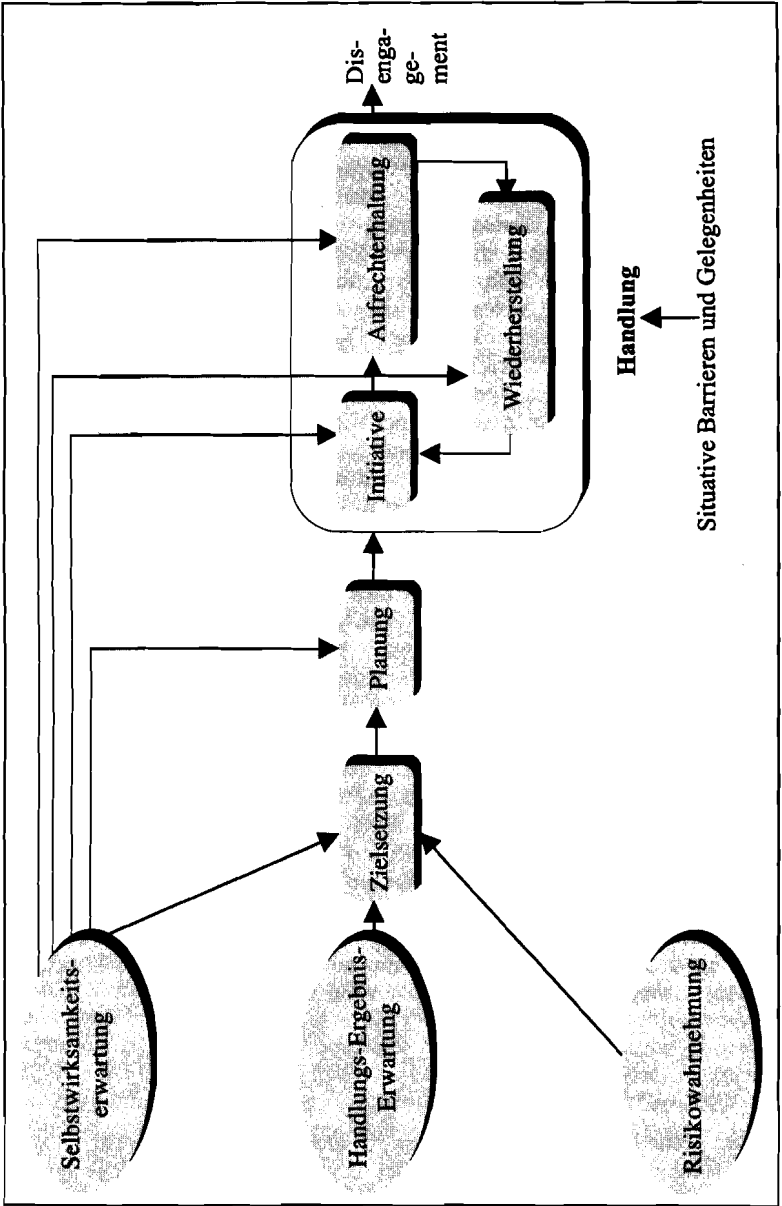 Selbstwirksamkeits-
erwartung
Handlungs-Ergebnis-
Erwartung
Risikowahrnehmung
Zielsetzung
Planung
Initiative
Aufrechterhaltung
Wiederherstellung
Dis-
enga-
ge-
ment
Handlung
Situative Barrieren und Gelegenheiten